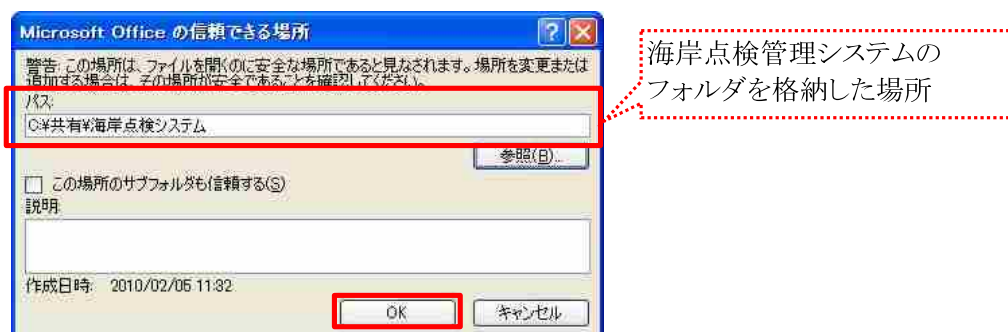 Microsoft Office の信頼できる場所
警告: この場所は、ファイルを開くのに安全な場所であると見なされます。場所を変更または
追加する場合は、その場所が安全であることを確認してください。
パス:
C:¥共有¥海岸点検システム
参照(B)...
この場所のサブフォルダも信頼する(S)
説明:
作成日時: 2010/02/05 11:32
OK
キャンセル
海岸点検管理システムの
フォルダを格納した場所